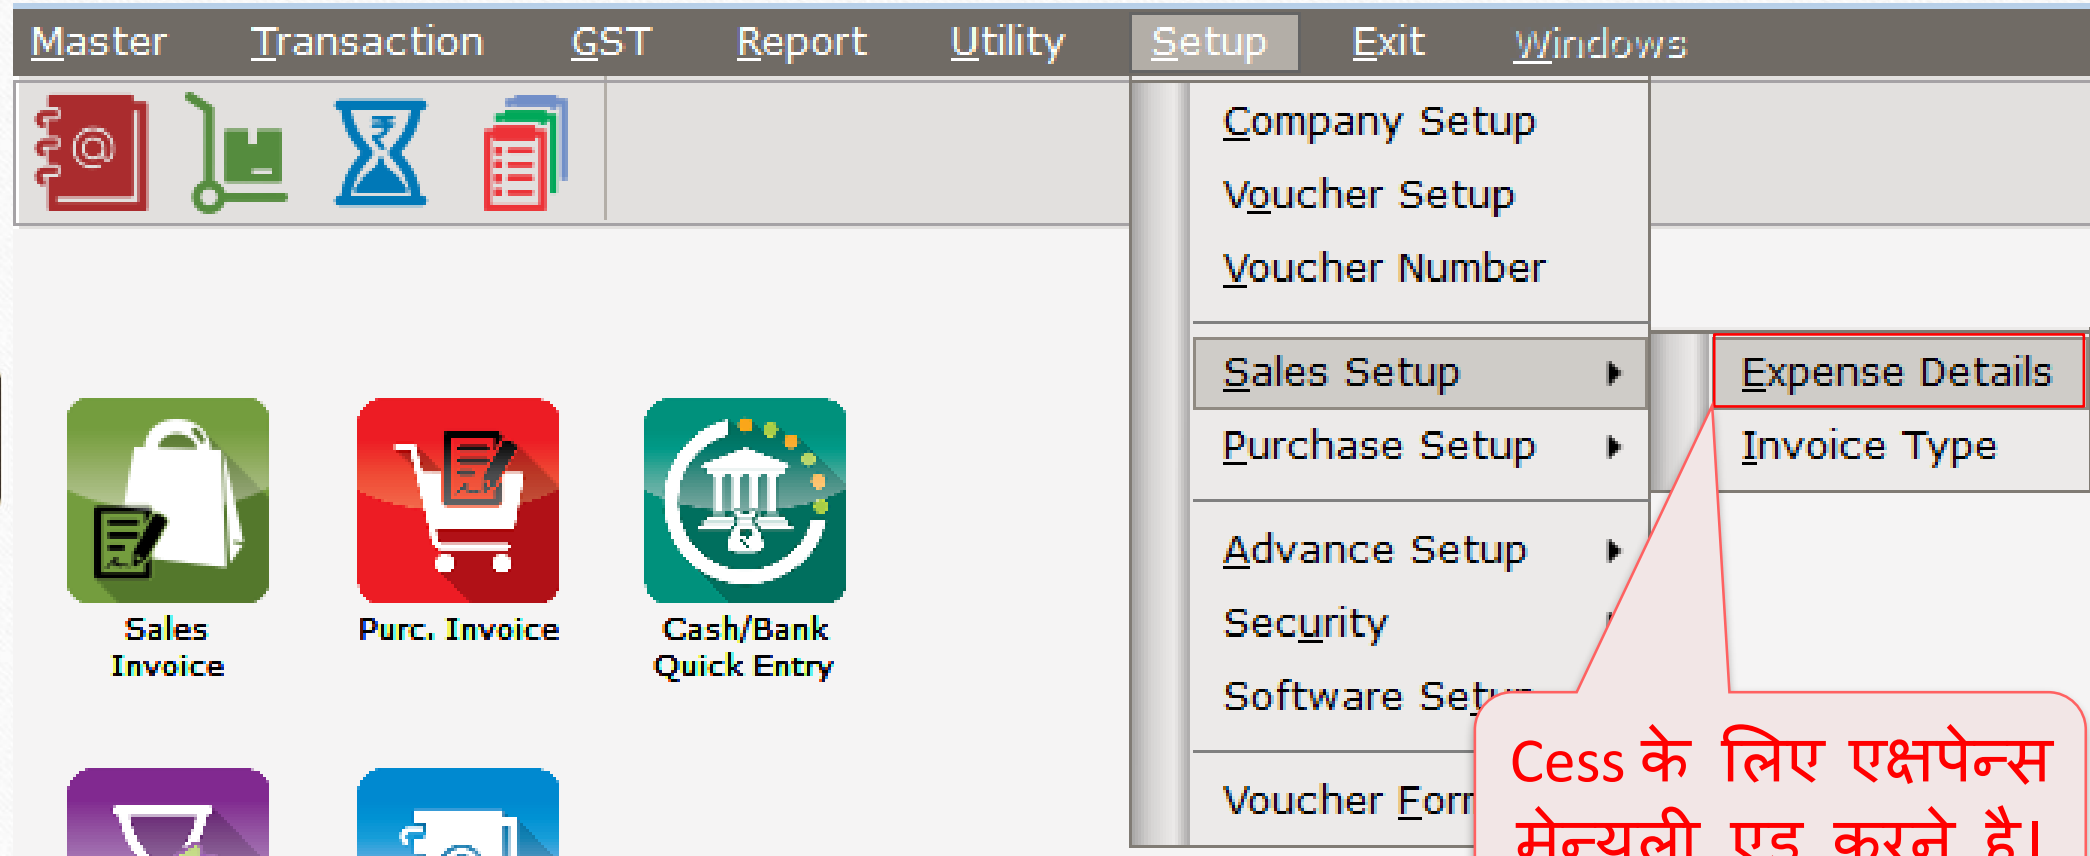 Master Transaction GST Report Utility Setup Exit Windows
Company Setup
Voucher Setup
Voucher Number
Sales Setup
Expense Details
Purchase Setup
Invoice Type
Advance Setup
Security
Software Setup
Voucher
Sales
Invoice
Purc. Invoice
Cash/Bank
Quick Entry
Cess के लिए एक्षपेन्स
मेन्युली एड करने है।